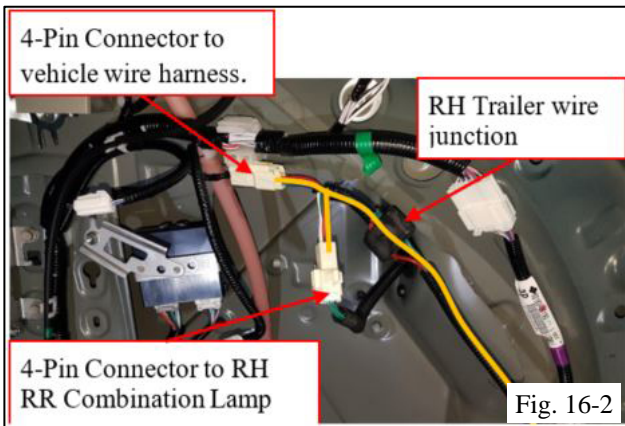 4-Pin Connector to
vehicle wire harness.
RH Trailer wire
junction
4-Pin Connector to RH
RR Combination Lamp
Fig. 16-2